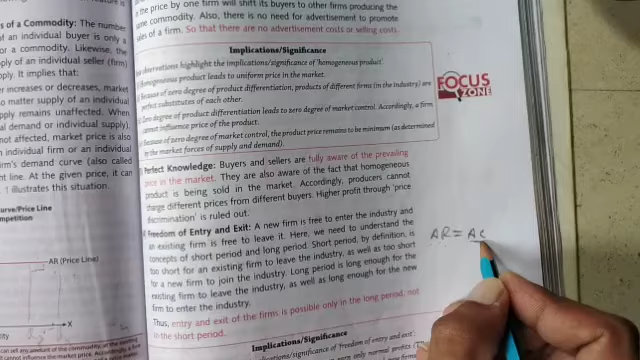 s of a Commodity: The number
of an individual buyer is only a
or a commodity. Likewise, the
ply of an individual seller (firm)
ply. It implies that:
er increases or decreases, market
o matter supply of an individual
upply remains unaffected. When
al demand or individual supply)
not affected, market price is also
individual firm or an individual
irm's demand curve (also called
nt line. At the given price, it can
1 illustrates this situation.
urve/Price Line
mpetition
AR (Price Line)
X
the price by one firm will shift its buyers to other firms producing the
same commodity. Also, there is no need for advertisement to promote
sales of a firm. So that there are no advertisement costs or selling costs.
Implications/Significance
observations highlight the implications/significance of 'homogenous product'.
Homogenous product leads to uniform price in the market.
Because of zero degree of product differentiation, products of different firms (in the industry) are
perfect substitutes of each other.
Zero degree of product differentiation leads to zero degree of market control. Accordingly, a firm
cannot influence price of the product.
Because of zero degree of market control, the product price remains to be minimum (as determined
by the market forces of supply and demand).
FOCUS
ZONE
Perfect Knowledge: Buyers and sellers are fully aware of the prevailing
price in the market. They are also aware of the fact that homogeneous
product is being sold in the market. Accordingly, producers cannot
charge different prices from different buyers. Higher profit through 'price
discrimination' is ruled out.
Freedom of Entry and Exit: A new firm is free to enter the industry and
an existing firm is free to leave it. Here, we need to understand the
concepts of short period and long period. Short period, by definition, is
too short for an existing firm to leave the industry, as well as too short
for a new firm to join the industry. Long period is long enough for the
existing firm to leave the industry, as well as long enough for the new
firm to enter the industry.
Thus, entry and exit of the firms is possible only in the long period, not
in the short period.
AR = AC
Implications/Significance
significance of 'freedom of entry and exit':
only normal profits